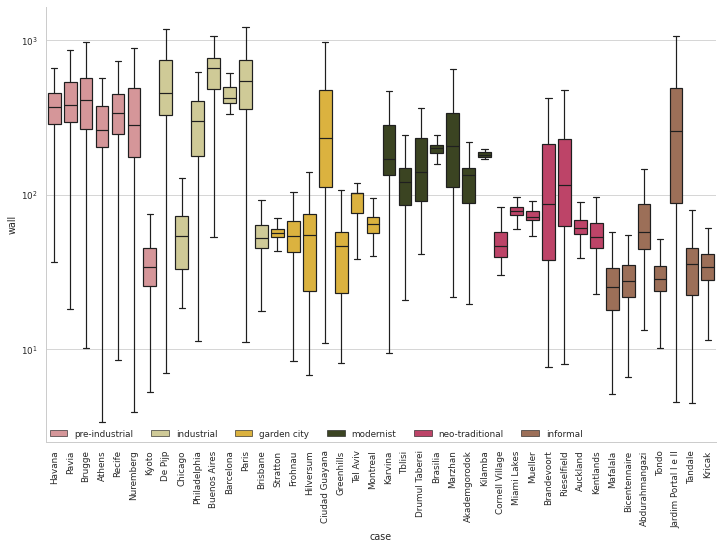 10³
10²
10¹
wall
pre-industrial industrial garden city modernist neo-traditional informal
Havana Pavia Brugge Athens Recife Nuremberg Kyoto De Pijp Chicago Philadelphia Buenos Aires Barcelona Paris Brisbane Stratton Frohnau Hilversum Ciudad Guayana Greenhills Tel Aviv Montreal Karvina Tblisi Drumul Taberei Brasilia Marzhan Akademgorodok Kilamba Cornell Village Miami Lakes Mueller Brandevoort Rieselfield Auckland Kentlands Mafalala Bicentennaire Abdurahmangazi Tondo Jardim Portal I e II Tandale Kricak
case